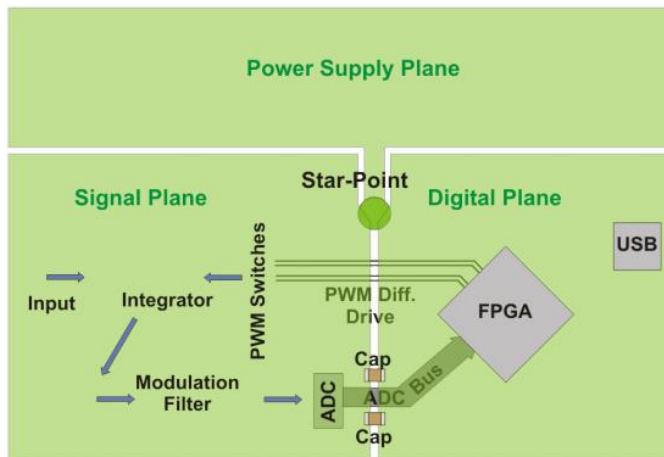 Power Supply Plane
Star-Point
Signal Plane
Digital Plane
USB
Input
Integrator
PWM Switches
PWM Diff.
Drive
FPGA
Cap
Modulation
Filter
ADC
ADC Bus
Cap